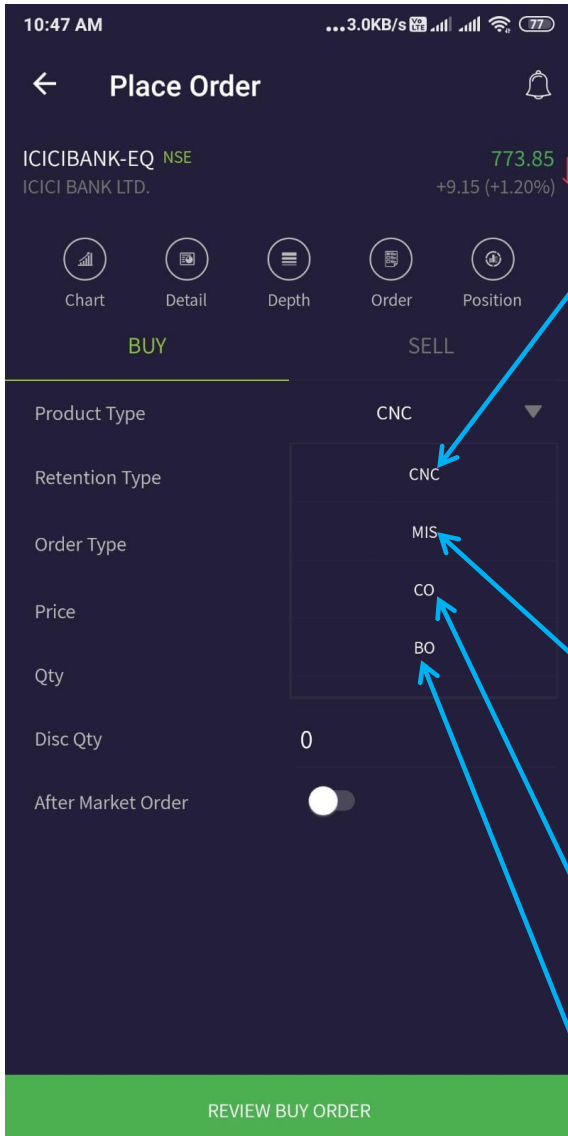 10:47 AM ...3.0KB/s Vo LTE 77
Place Order
ICICIBANK-EQ NSE 773.85
ICICI BANK LTD. +9.15 (+1.20%)
Chart Detail Depth Order Position
BUY SELL
Product Type CNC
Retention Type CNC
Order Type MIS
Price CO
Qty BO
Disc Qty 0
After Market Order
REVIEW BUY ORDER